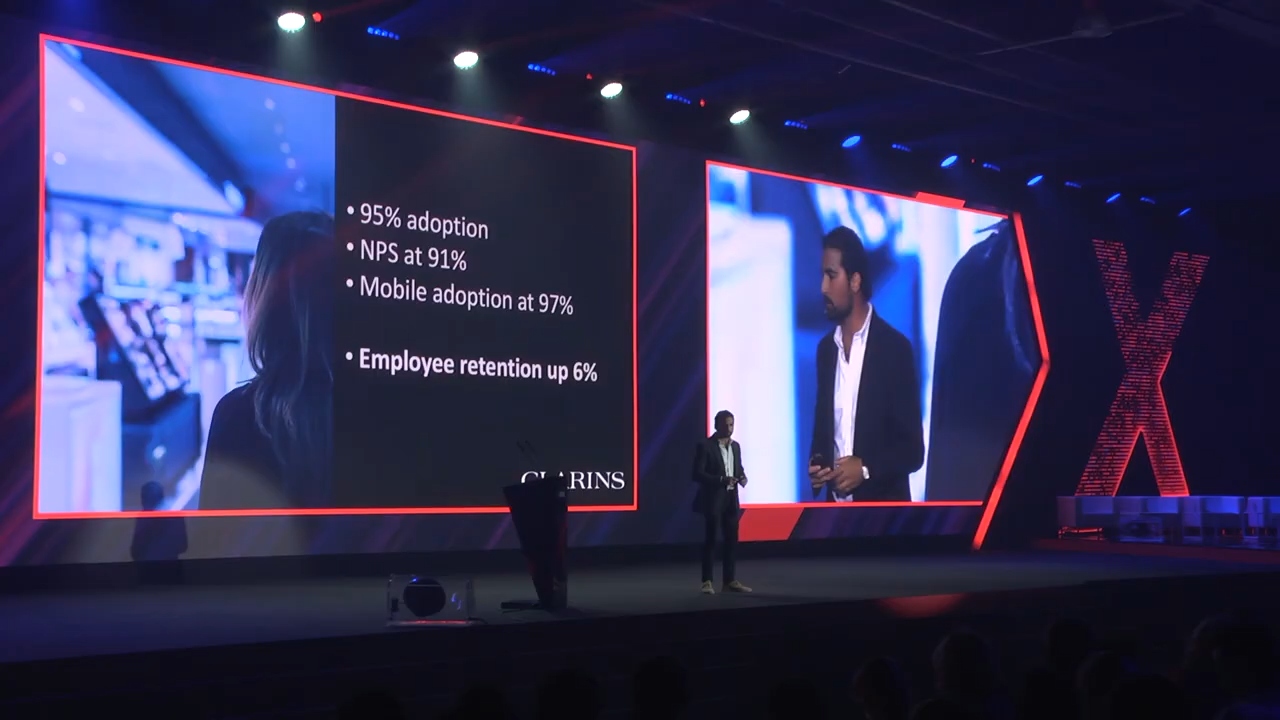 • 95% adoption
• NPS at 91%
• Mobile adoption at 97%
• Employee retention up 6%
CLARINS
X